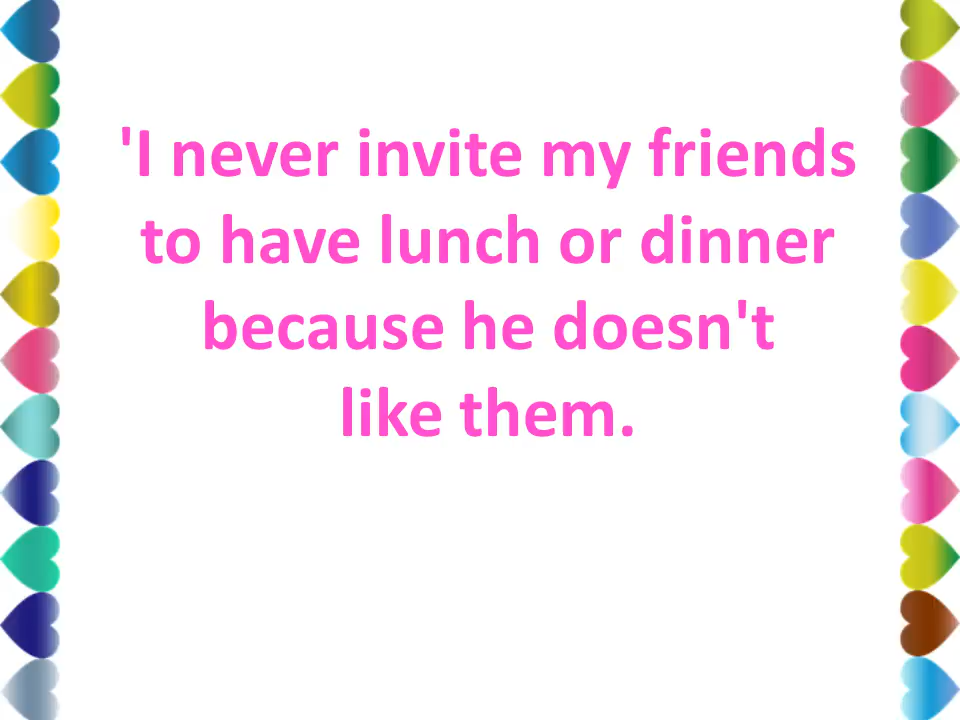 'I never invite my friends
to have lunch or dinner
because he doesn't
like them.